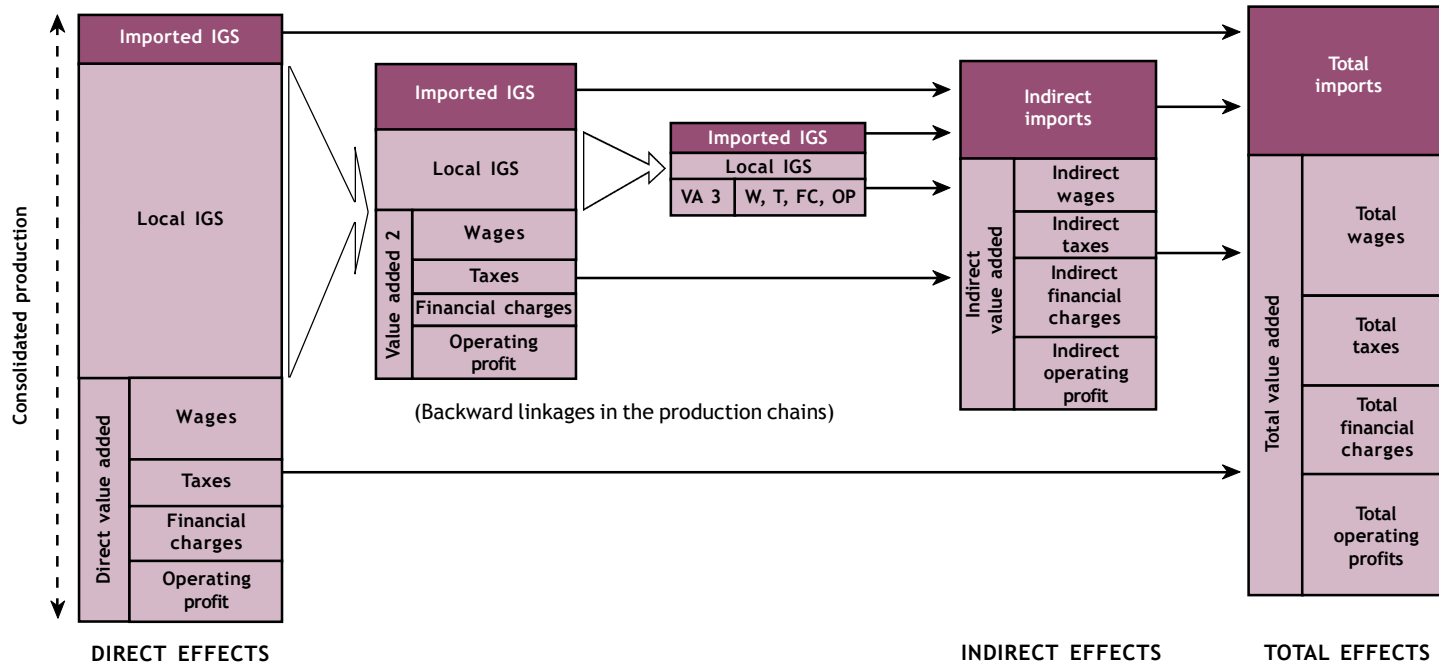 Consolidated production
Imported IGS
Local IGS
Direct value added
Wages
Taxes
Financial
charges
Operating
profit
DIRECT EFFECTS
Imported IGS
Local IGS
Value added 2
Wages
Taxes
Financial charges
Operating
profit
(Backward linkages in the production chains)
Imported IGS
Local IGS
VA 3
W, T, FC, OP
Indirect
imports
Indirect
value added
Indirect
wages
Indirect
taxes
Indirect
financial
charges
Indirect
operating
profit
INDIRECT EFFECTS
Total
imports
Total value added
Total
wages
Total
taxes
Total
financial
charges
Total
operating
profits
TOTAL EFFECTS